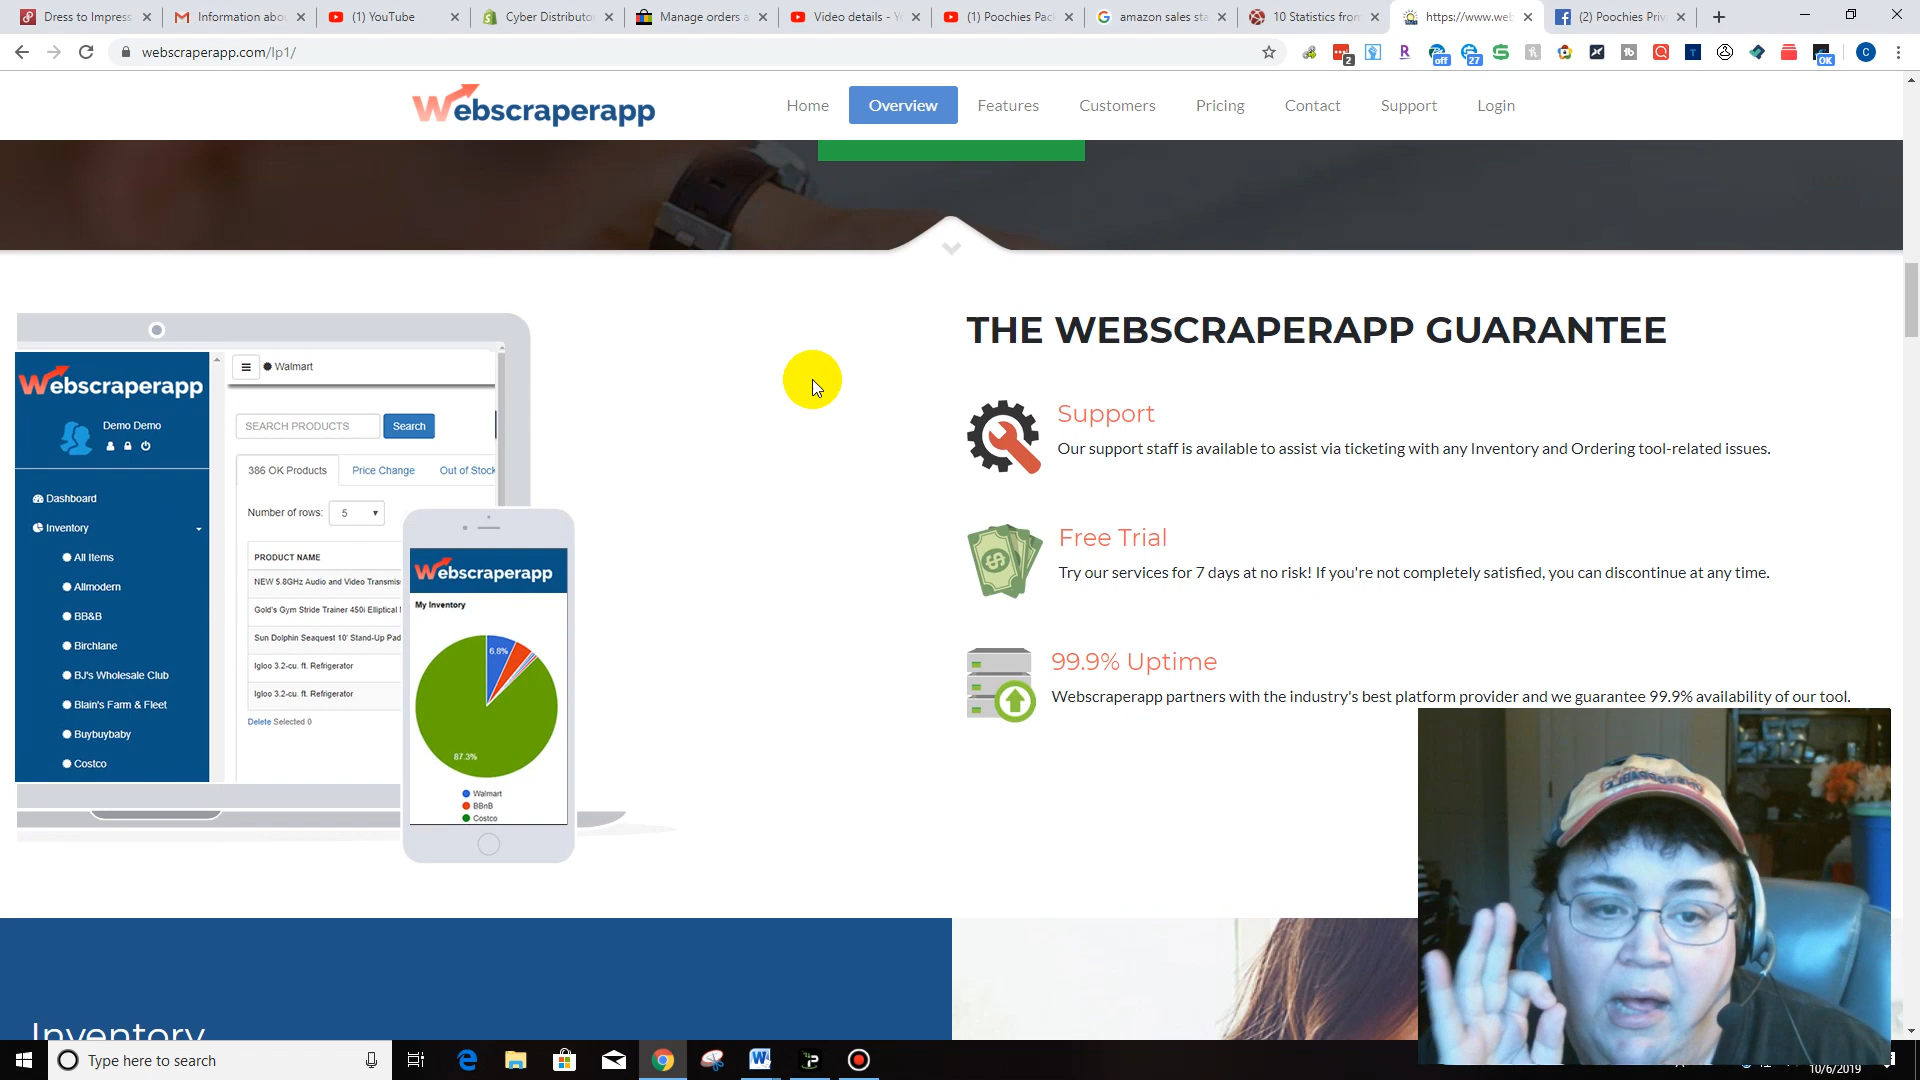 Dress to Impress
Information abo
(1) YouTube
Cyber Distributo
Manage orders a
Video details - Y
(1) Poochies Pac
amazon sales sta
10 Statistics from
https://www.web
(2) Poochies Priv
webscraperapp.com/lp1/
2
off
27
OK
C
Webscraperapp
Home
Overview
Features
Customers
Pricing
Contact
Support
Login
Webscraperapp
Demo Demo
Dashboard
Inventory
All Items
Allmodern
BB&B
Birchlane
BJ's Wholesale Club
Blain's Farm & Fleet
Buybuybaby
Costco
Walmart
SEARCH PRODUCTS
Search
386 OK Products
Price Change
Out of Stock
Number of rows: 5
PRODUCT NAME
NEW 5.8GHz Audio and Video Transmis
Gold's Gym Stride Trainer 450i Elliptical
Sun Dolphin Seaquest 10' Stand-Up Pad
Igloo 3.2-cu. ft. Refrigerator
Igloo 3.2-cu. ft. Refrigerator
Delete Selected 0
Webscraperapp
My Inventory
6.8%
87.3%
Walmart
BBnB
Costco
THE WEBSCRAPERAPP GUARANTEE
Support
Our support staff is available to assist via ticketing with any Inventory and Ordering tool-related issues.
Free Trial
Try our services for 7 days at no risk! If you're not completely satisfied, you can discontinue at any time.
99.9% Uptime
Webscraperapp partners with the industry's best platform provider and we guarantee 99.9% availability of our tool.
Inventory
Type here to search
10/6/2019